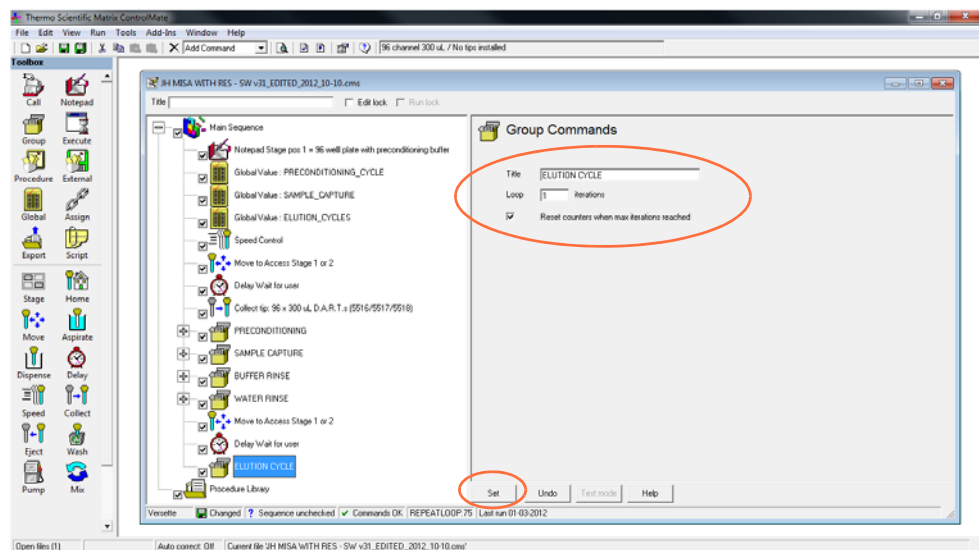 Thermo Scientific Matrix ControlMate
File Edit View Run Tools Add-Ins Window Help
Add Command 96 channel 300 uL / No tips installed
Toolbox
Call Notepad
Group Execute
Procedure External
Global Assign
Export Script
Stage Home
Move Aspirate
Dispense Delay
Speed Collect
Eject Wash
Pump Mix
JH MISA WITH RES - SW v31_EDITED_2012_10-10.cms
Title Edit lock Run lock
Main Sequence
Notepad Stage pos 1 = 96 well plate with preconditioning buffer
Global Value : PRECONDITIONING_CYCLE
Global Value : SAMPLE_CAPTURE
Global Value : ELUTION_CYCLES
Speed Control
Move to Access Stage 1 or 2
Delay Wait for user
Collect tip: 96 x 300 uL D.A.R.T.s (5516/5517/5518)
PRECONDITIONING
SAMPLE CAPTURE
BUFFER RINSE
WATER RINSE
Move to Access Stage 1 or 2
Delay Wait for user
ELUTION CYCLE
Procedure Library
Group Commands
Title ELUTION CYCLE
Loop 1 iterations
Reset counters when max iterations reached
Set Undo Test mode Help
Versette Changed ? Sequence unchecked Commands OK REPEATLOOP.75 Last run 01-03-2012
Open files (1) Auto correct: Off Current file 'JH MISA WITH RES - SW v31_EDITED_2012_10-10.cms'